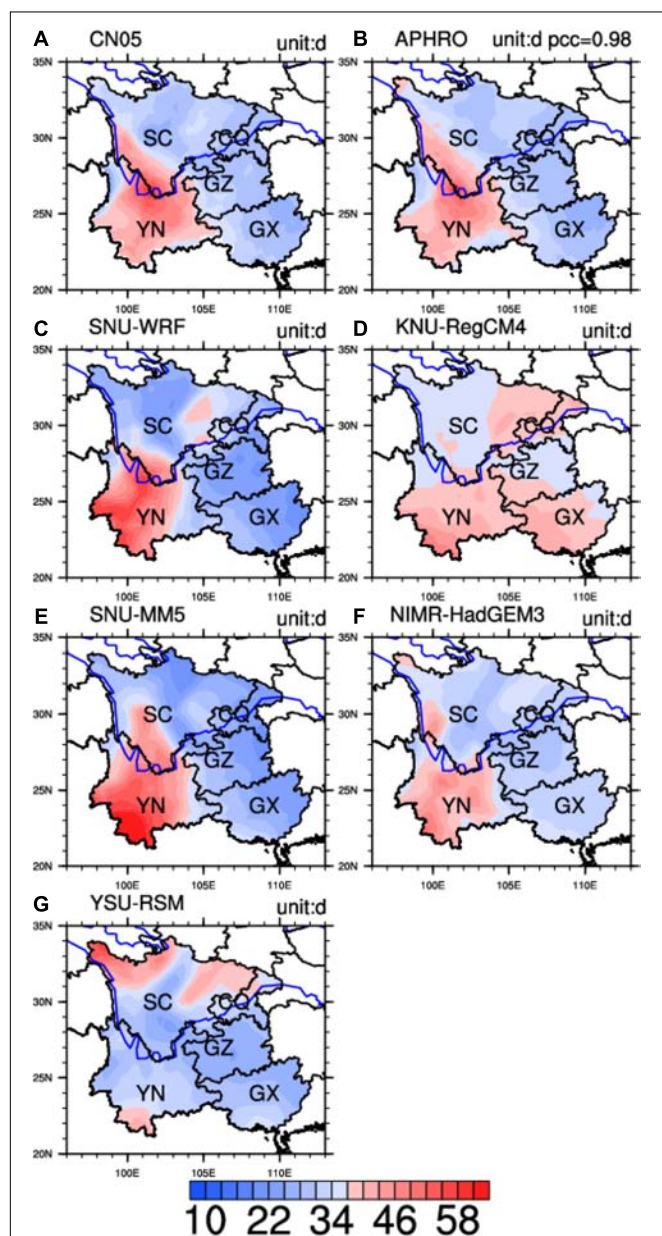 A CN05 unit:d B APHRO unit:d pcc=0.98
35N 35N
30N SC CQ 30N SC CQ
GZ GZ
25N YN GX 25N YN GX
20N 20N
100E 105E 110E 100E 105E 110E
C SNU-WRF unit:d D KNU-RegCM4 unit:d
35N 35N
30N SC CQ 30N SC CQ
GZ GZ
25N YN GX 25N YN GX
20N 20N
100E 105E 110E 100E 105E 110E
E SNU-MM5 unit:d F NIMR-HadGEM3 unit:d
35N 35N
30N SC CQ 30N SC CQ
GZ GZ
25N YN GX 25N YN GX
20N 20N
100E 105E 110E 100E 105E 110E
G YSU-RSM unit:d
35N
30N SC CQ
GZ
25N YN GX
20N
100E 105E 110E
10 22 34 46 58